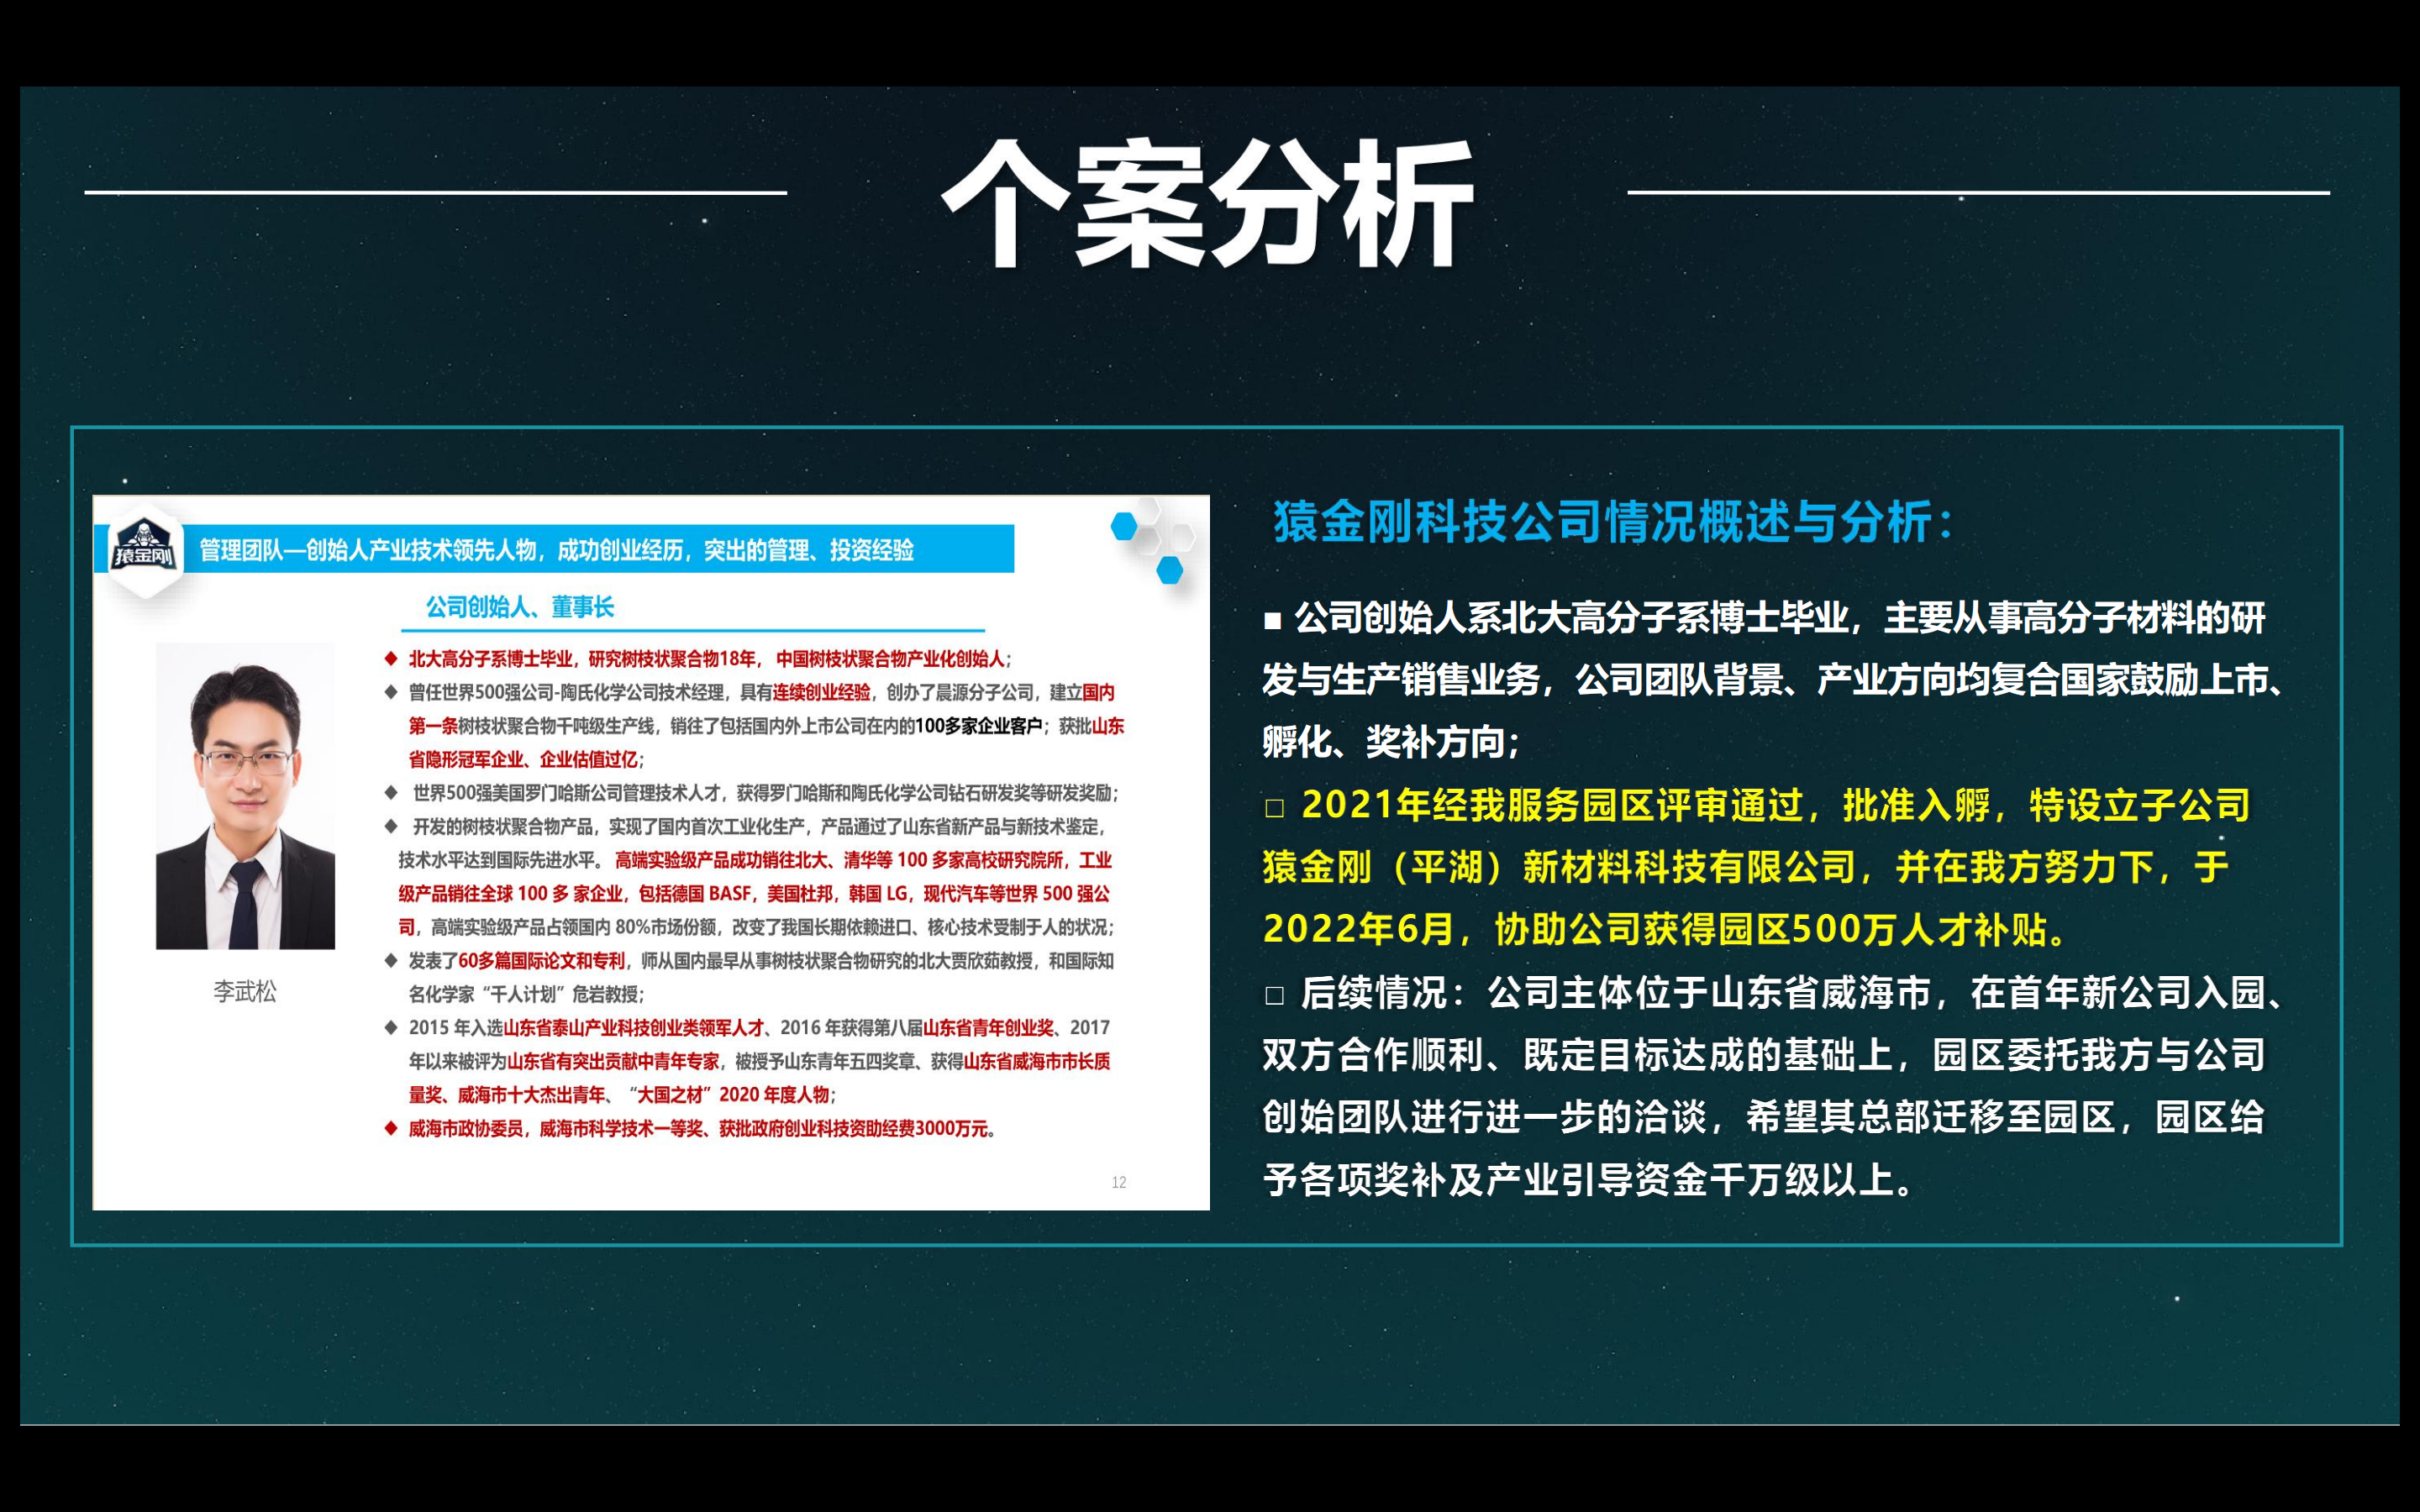 个案分析
猿金刚
管理团队—创始人产业技术领先人物，成功创业经历，突出的管理、投资经验
公司创始人、董事长
◆ 北大高分子系博士毕业，研究树枝状聚合物18年， 中国树枝状聚合物产业化创始人；
◆ 曾任世界500强公司-陶氏化学公司技术经理，具有连续创业经验，创办了晨源分子公司，建立国内
第一条树枝状聚合物千吨级生产线，销往了包括国内外上市公司在内的100多家企业客户；获批山东
省隐形冠军企业、企业估值过亿；
◆ 世界500强美国罗门哈斯公司管理技术人才，获得罗门哈斯和陶氏化学公司钻石研发奖等研发奖励；
◆ 开发的树枝状聚合物产品，实现了国内首次工业化生产，产品通过了山东省新产品与新技术鉴定，
技术水平达到国际先进水平。 高端实验级产品成功销往北大、清华等 100 多家高校研究院所，工业
级产品销往全球 100 多 家企业，包括德国 BASF，美国杜邦，韩国 LG，现代汽车等世界 500 强公
司，高端实验级产品占领国内 80%市场份额，改变了我国长期依赖进口、核心技术受制于人的状况；
◆ 发表了60多篇国际论文和专利，师从国内最早从事树枝状聚合物研究的北大贾欣茹教授，和国际知
名化学家“千人计划”危岩教授；
◆ 2015 年入选山东省泰山产业科技创业类领军人才、2016 年获得第八届山东省青年创业奖、2017
年以来被评为山东省有突出贡献中青年专家，被授予山东青年五四奖章、获得山东省威海市市长质
量奖、威海市十大杰出青年、“大国之材”2020 年度人物；
◆ 威海市政协委员，威海市科学技术一等奖、获批政府创业科技资助经费3000万元。
李武松
12
猿金刚科技公司情况概述与分析：
■ 公司创始人系北大高分子系博士毕业，主要从事高分子材料的研
发与生产销售业务，公司团队背景、产业方向均复合国家鼓励上市、
孵化、奖补方向；
□ 2021年经我服务园区评审通过，批准入孵，特设立子公司
猿金刚（平湖）新材料科技有限公司，并在我方努力下，于
2022年6月，协助公司获得园区500万人才补贴。
□ 后续情况：公司主体位于山东省威海市，在首年新公司入园、
双方合作顺利、既定目标达成的基础上，园区委托我方与公司
创始团队进行进一步的洽谈，希望其总部迁移至园区，园区给
予各项奖补及产业引导资金千万级以上。